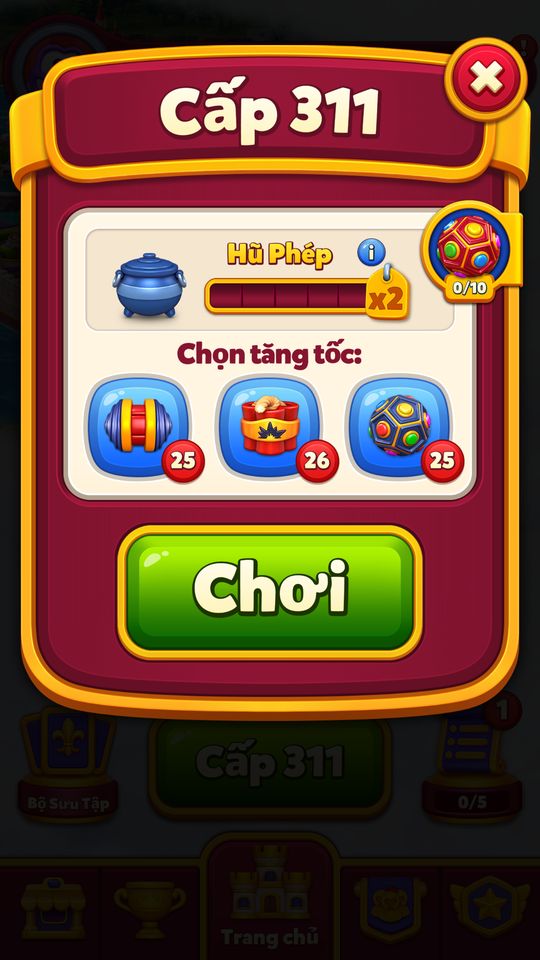 Cấp 311
Hũ Phép
i
x2
0/10
Chọn tăng tốc:
25
26
25
Chơi
1
Cấp 311
Bộ Sưu Tập
0/5
Trang chủ